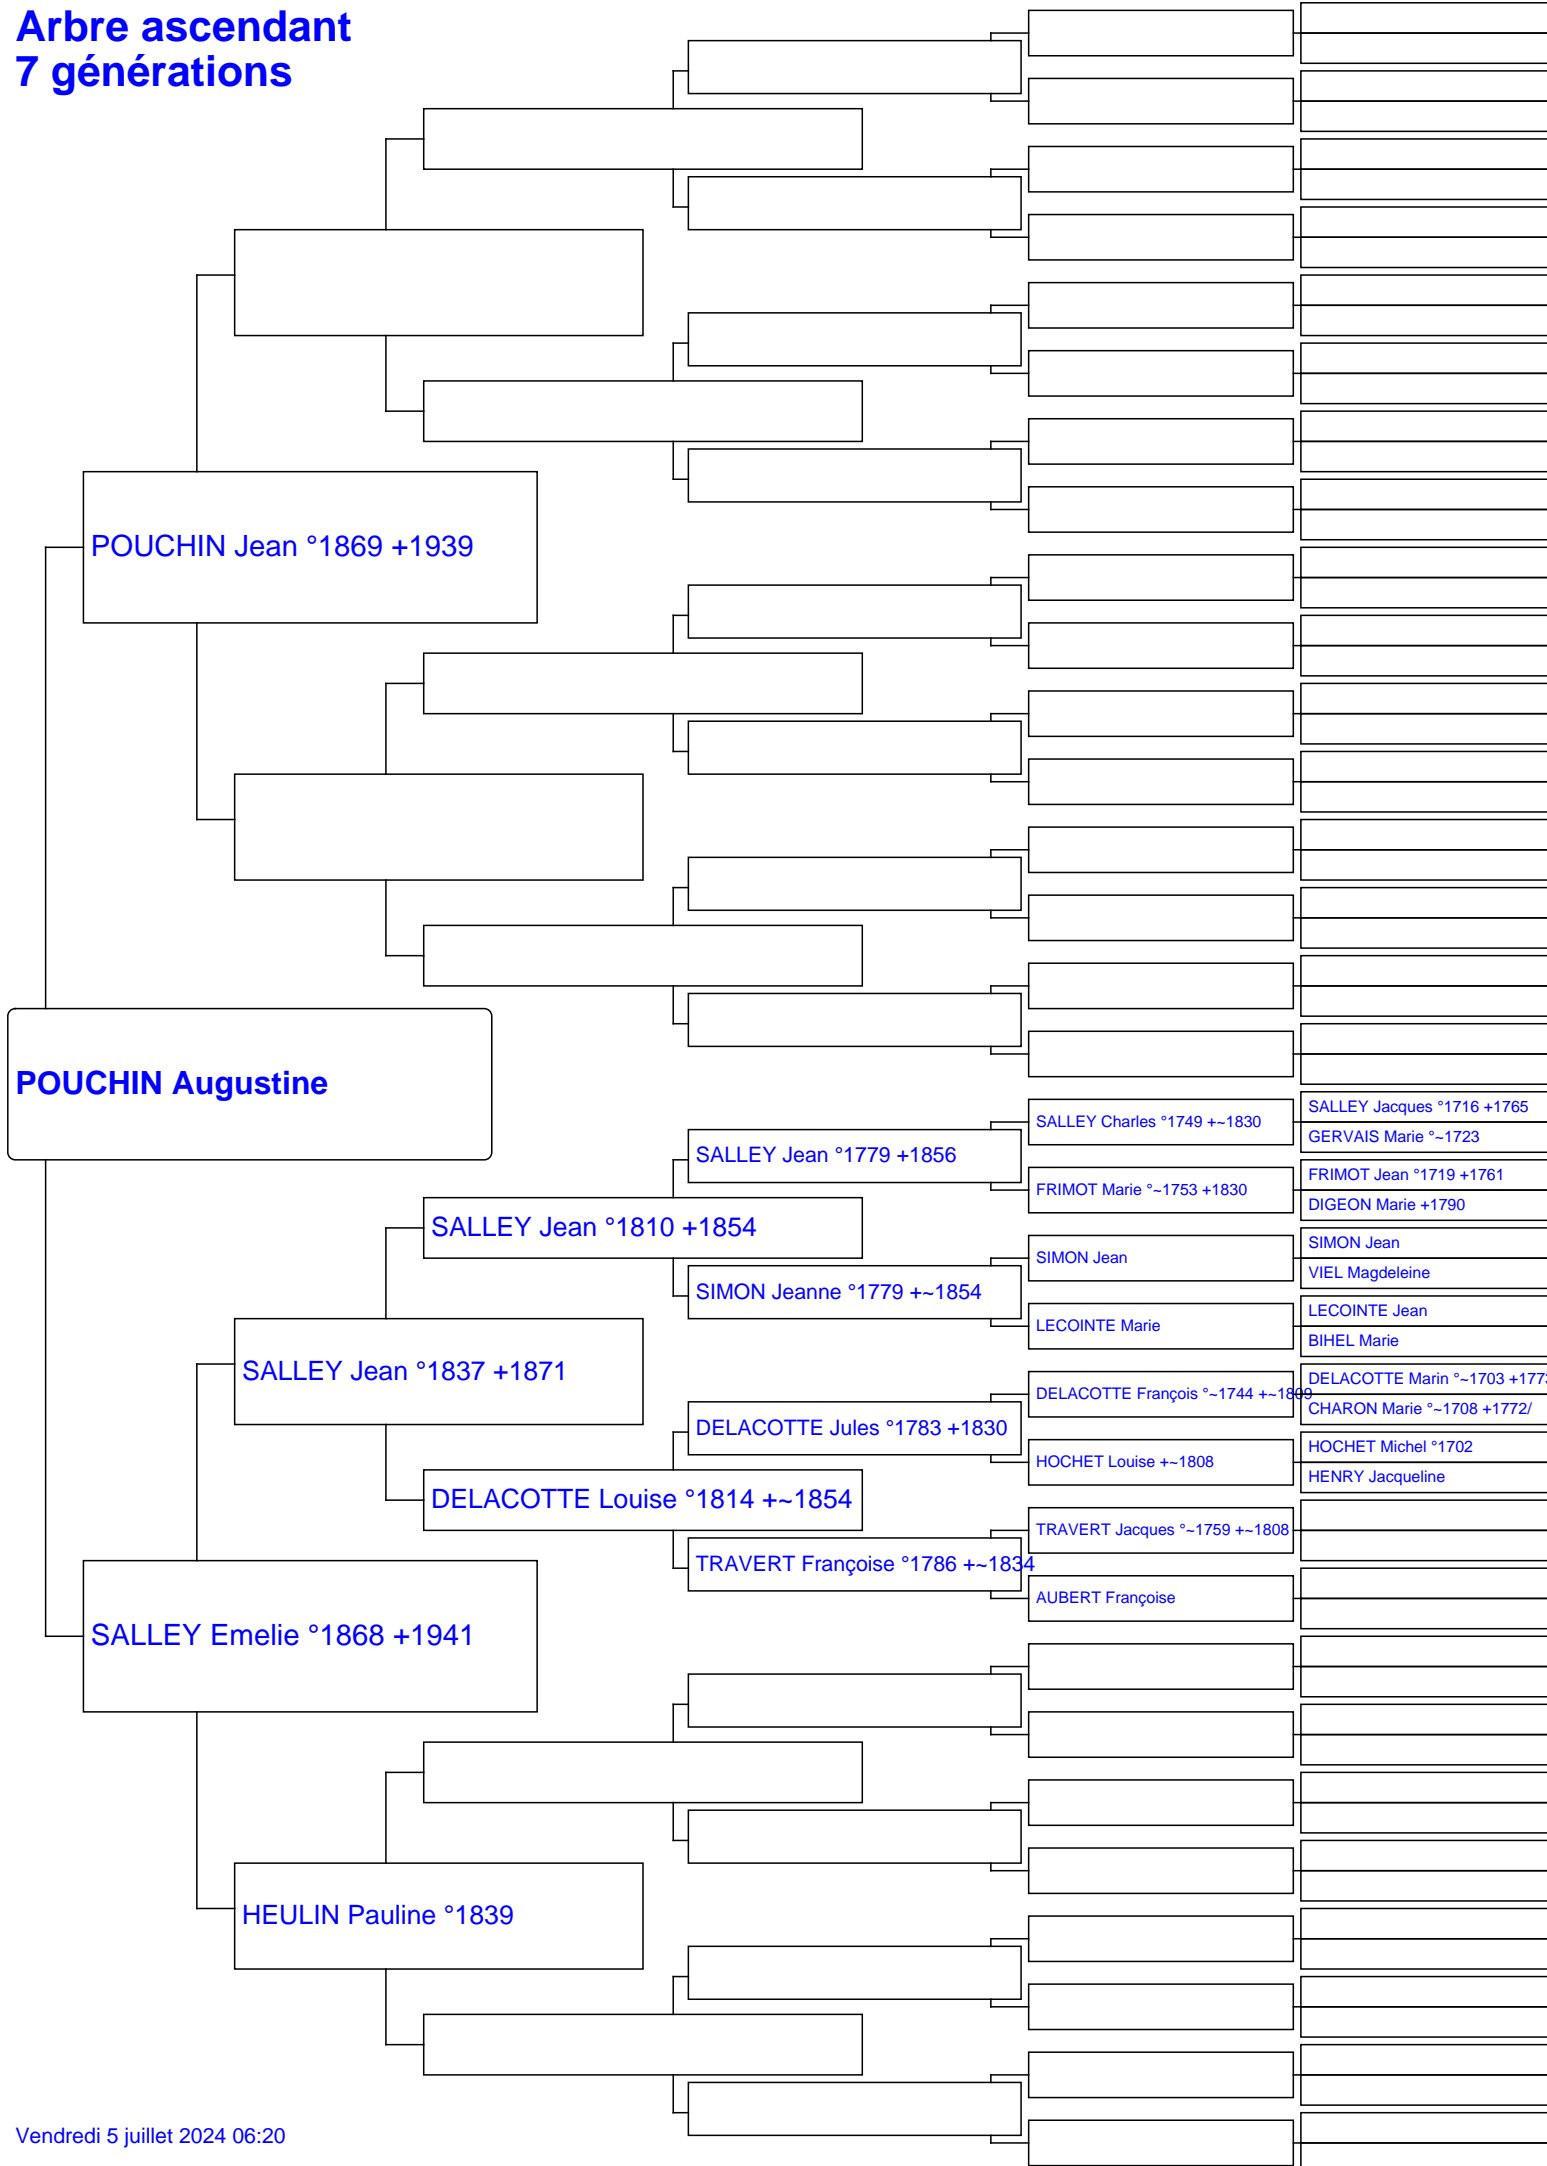 Arbre ascendant
7 générations
POUCHIN Jean °1869 +1939
POUCHIN Augustine
SALLEY Charles °1749 +~1830
SALLEY Jacques °1716 +1765
GERVAIS Marie °~1723
SALLEY Jean °1779 +1856
FRIMOT Marie °~1753 +1830
FRIMOT Jean °1719 +1761
DIGEON Marie +1790
SALLEY Jean °1810 +1854
SIMON Jean
SIMON Jean
VIEL Magdeleine
SIMON Jeanne °1779 +~1854
LECOINTE Marie
LECOINTE Jean
BIHEL Marie
SALLEY Jean °1837 +1871
DELACOTTE François °~1744 +~1809
DELACOTTE Marin °~1703 +1773
CHARON Marie °~1708 +1772/
DELACOTTE Jules °1783 +1830
HOCHET Louise +~1808
HOCHET Michel °1702
HENRY Jacqueline
DELACOTTE Louise °1814 +~1854
TRAVERT Jacques °~1759 +~1808
TRAVERT Françoise °1786 +~1834
AUBERT Françoise
SALLEY Emelie °1868 +1941
HEULIN Pauline °1839
Vendredi 5 juillet 2024 06:20